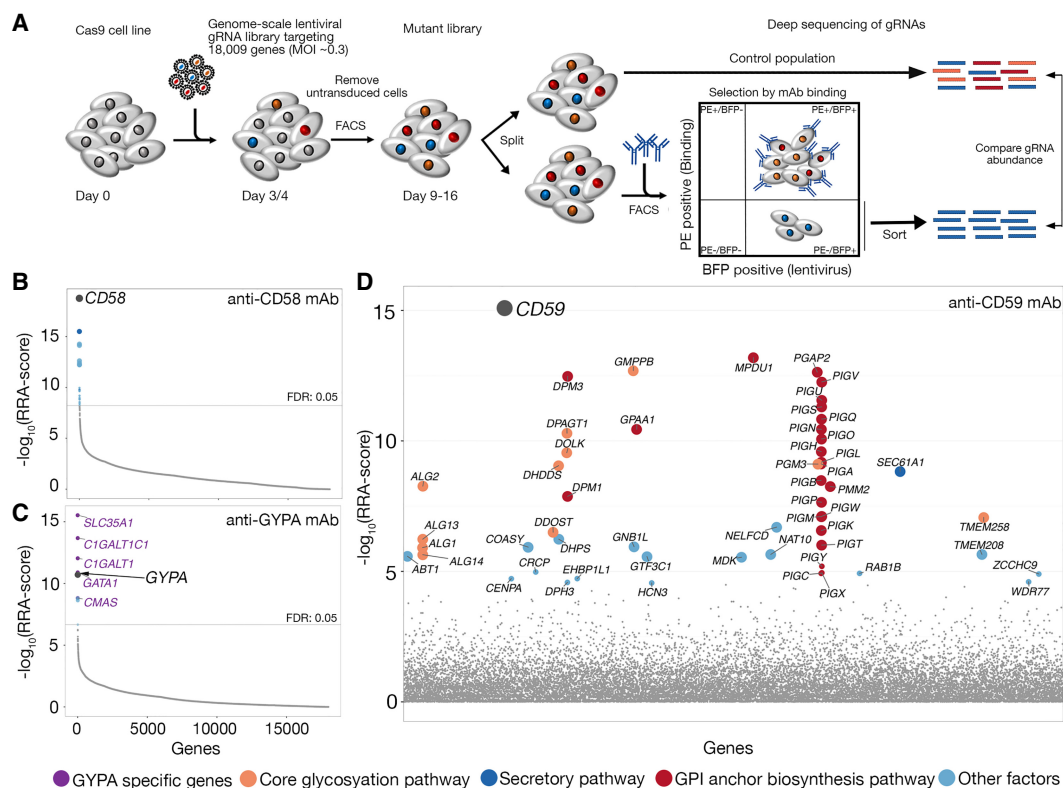 A
Cas9 cell line
Genome-scale lentiviral
gRNA library targeting
18,009 genes (MOI ~0.3)
Mutant library
Deep sequencing of gRNAs
Remove
untransduced cells
FACS
Split
Control population
Selection by mAb binding
PE+/BFP-
PE+/BFP+
PE positive (Binding)
PE-/BFP-
PE-/BFP+
BFP positive (lentivirus)
FACS
Sort
Compare gRNA
abundance
Day 0
Day 3/4
Day 9-16
B
anti-CD58 mAb
CD58
FDR: 0.05
-log10(RRA-score)
15
10
5
0
C
anti-GYPA mAb
SLC35A1
C1GALT1C1
C1GALT1
GYPA
GATA1
CMAS
FDR: 0.05
-log10(RRA-score)
15
10
5
0
0
5000
10000
15000
Genes
D
anti-CD59 mAb
-log10(RRA-score)
15
10
5
0
CD59
GMPPB
MPDU1
PGAP2
DPM3
PIGV
PIGU
PIGS
DPAGT1
GPAA1
PIGQ
PIGN
PIGO
DOLK
PIGH
PIGL
DHDDS
PGM3
PIGA
SEC61A1
ALG2
PIGB
PMM2
DPM1
PIGP
PIGW
DDOST
PIGM
TMEM258
ALG13
COASY
GNB1L
NELFCD
PIGK
ALG1
DHPS
NAT10
PIGT
TMEM208
ABT1
ALG14
GTF3C1
MDK
PIGY
CRCP
EHBP1L1
RAB1B
ZCCHC9
CENPA
DPH3
HCN3
PIGC
PIGX
WDR77
Genes
GYPA specific genes
Core glycosyation pathway
Secretory pathway
GPI anchor biosynthesis pathway
Other factors